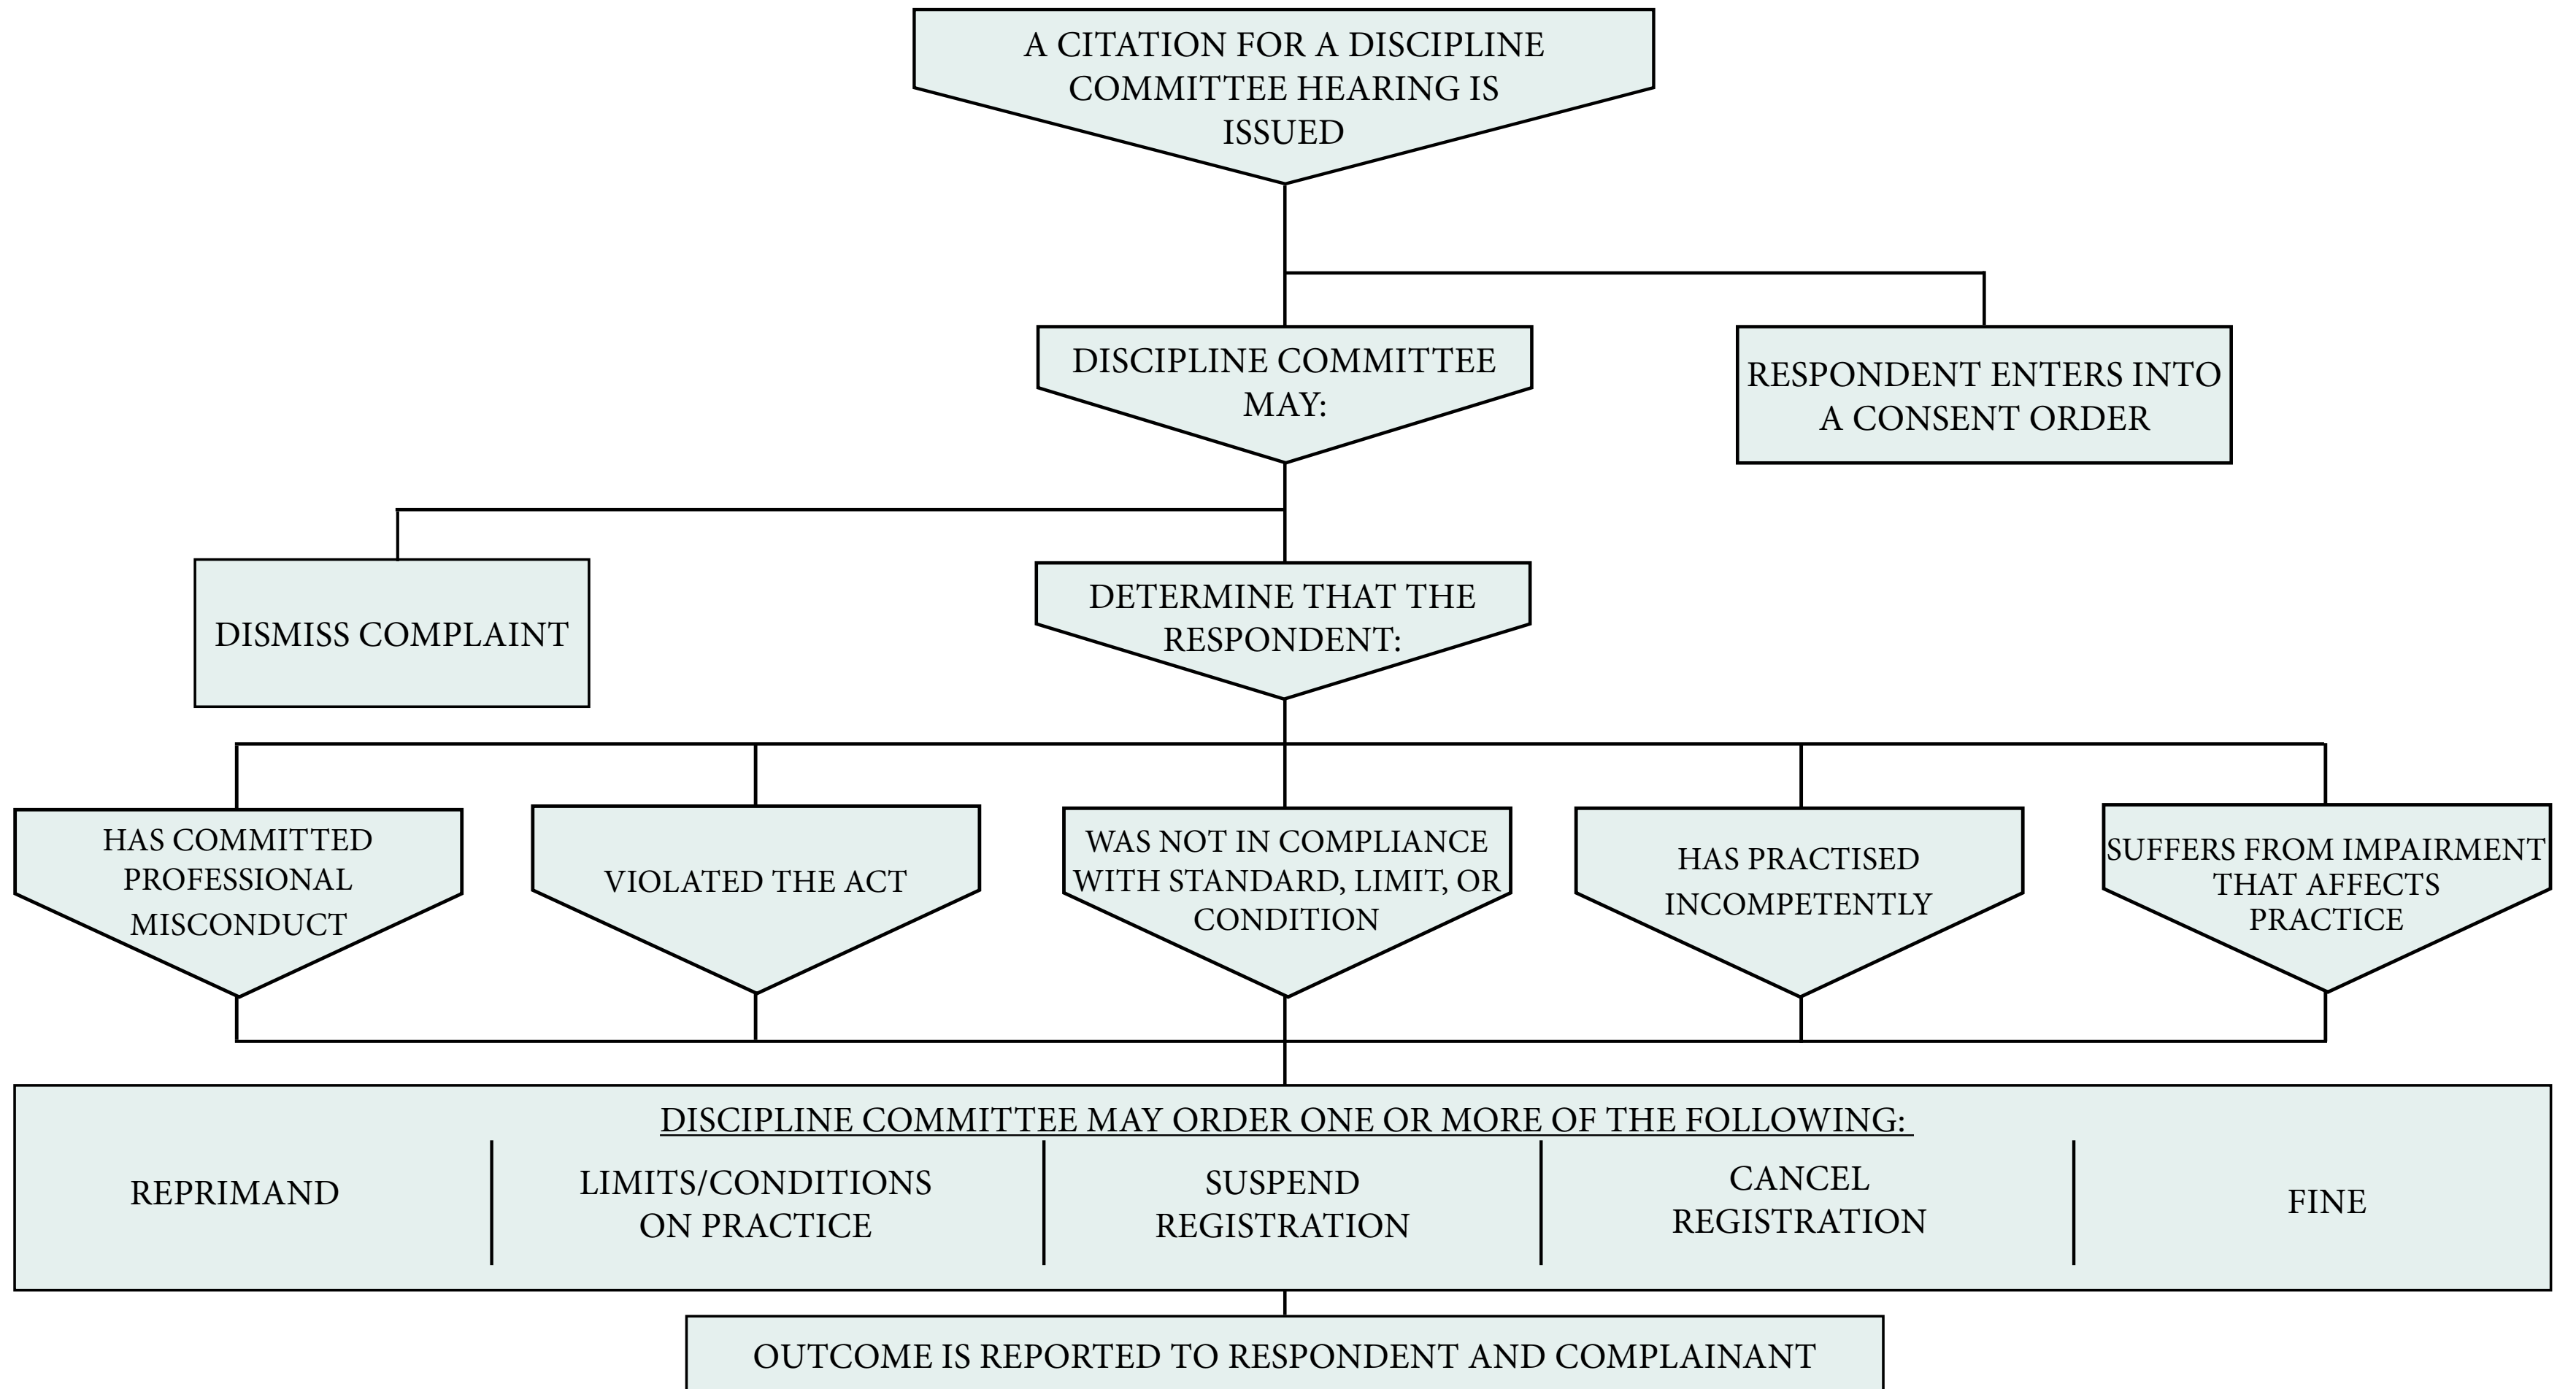 A CITATION FOR A DISCIPLINE
COMMITTEE HEARING IS
ISSUED
DISCIPLINE COMMITTEE
MAY:
RESPONDENT ENTERS INTO
A CONSENT ORDER
DISMISS COMPLAINT
DETERMINE THAT THE
RESPONDENT:
HAS COMMITTED
PROFESSIONAL
MISCONDUCT
VIOLATED THE ACT
WAS NOT IN COMPLIANCE
WITH STANDARD, LIMIT, OR
CONDITION
HAS PRACTISED
INCOMPETENTLY
SUFFERS FROM IMPAIRMENT
THAT AFFECTS
PRACTICE
DISCIPLINE COMMITTEE MAY ORDER ONE OR MORE OF THE FOLLOWING:
REPRIMAND
LIMITS/CONDITIONS
ON PRACTICE
SUSPEND
REGISTRATION
CANCEL
REGISTRATION
FINE
OUTCOME IS REPORTED TO RESPONDENT AND COMPLAINANT